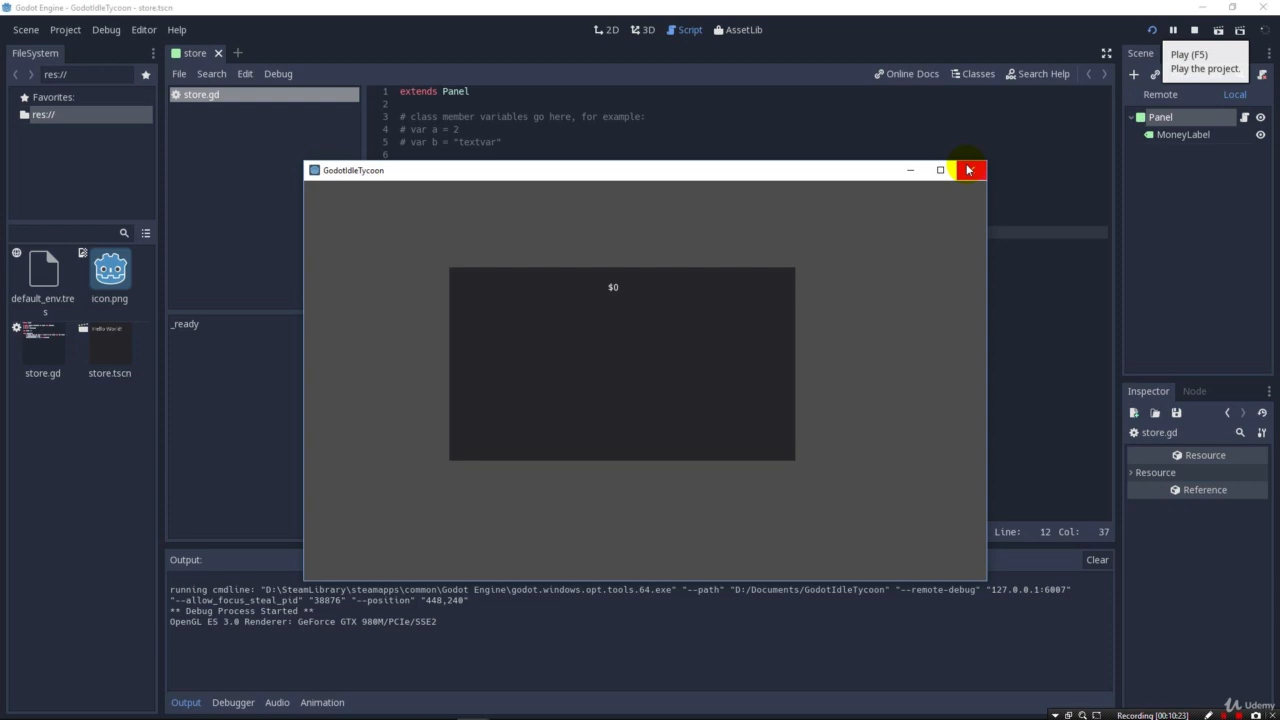 Godot Engine - GodotIdleTycoon - store.tscn
Scene Project Debug Editor Help
2D 3D Script AssetLib
Play (F5)
Play the project.
FileSystem
res://
Favorites:
res://
default_env.tre
s
icon.png
store.gd
Hello World!
store.tscn
store
File Search Edit Debug
Online Docs Classes Search Help
store.gd
_ready
1 extends Panel
2
3 # class member variables go here, for example:
4 # var a = 2
5 # var b = "textvar"
6
GodotIdleTycoon
$0
Line: 12 Col: 37
Output:
Clear
running cmdline: "D:\SteamLibrary\steamapps\common\Godot Engine\godot.windows.opt.tools.64.exe" "--path" "D:/Documents/GodotIdleTycoon" "--remote-debug" "127.0.0.1:6007"
"--allow_focus_steal_pid" "38876" "--position" "448,240"
** Debug Process Started **
OpenGL ES 3.0 Renderer: GeForce GTX 980M/PCIe/SSE2
Output Debugger Audio Animation
Scene
Remote Local
Panel
MoneyLabel
Inspector Node
store.gd
Resource
Resource
Reference
Udemy
Recording [00:10:23]